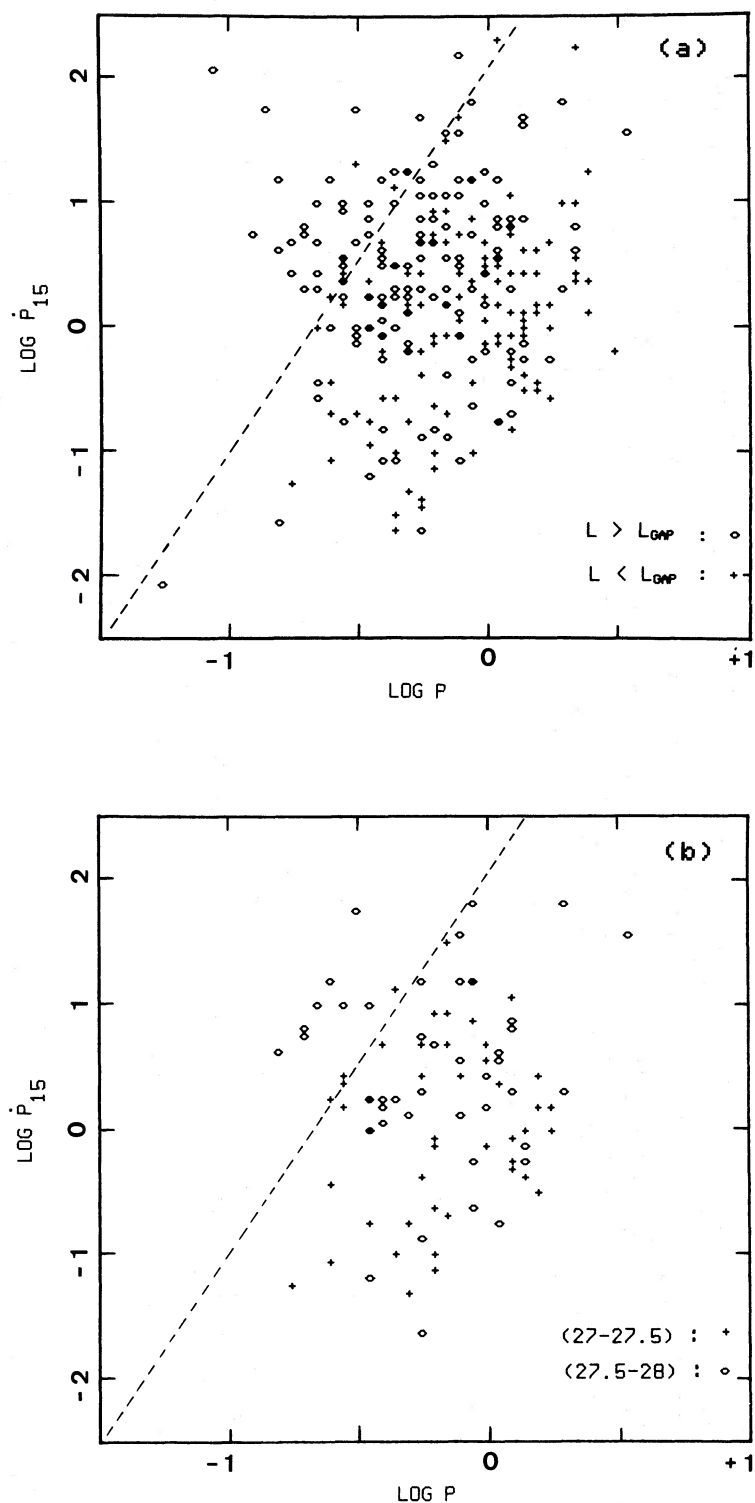 (a)
2
1
0
-1
-2
LOG Ṗ15
L > LGAP :
L < LGAP : +
-1 0 +1
LOG P
(b)
2
1
0
-1
-2
LOG Ṗ15
(27-27.5) : +
(27.5-28) :
-1 0 +1
LOG P